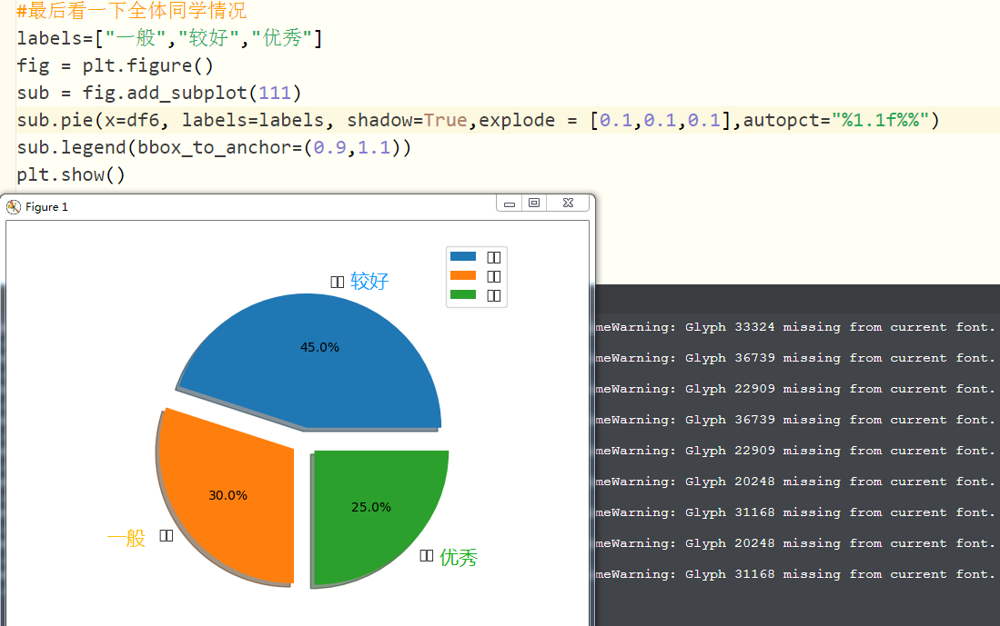 #最后看一下全体同学情况
labels=["一般","较好","优秀"]
fig = plt.figure()
sub = fig.add_subplot(111)
sub.pie(x=df6, labels=labels, shadow=True,explode = [0.1,0.1,0.1],autopct="%1.1f%%")
sub.legend(bbox_to_anchor=(0.9,1.1))
plt.show()
Figure 1
□□ 较好
□□
□□
□□
45.0%
30.0%
25.0%
一般 □□
□□ 优秀
meWarning: Glyph 33324 missing from current font.
meWarning: Glyph 36739 missing from current font.
meWarning: Glyph 22909 missing from current font.
meWarning: Glyph 36739 missing from current font.
meWarning: Glyph 22909 missing from current font.
meWarning: Glyph 20248 missing from current font.
meWarning: Glyph 31168 missing from current font.
meWarning: Glyph 20248 missing from current font.
meWarning: Glyph 31168 missing from current font.